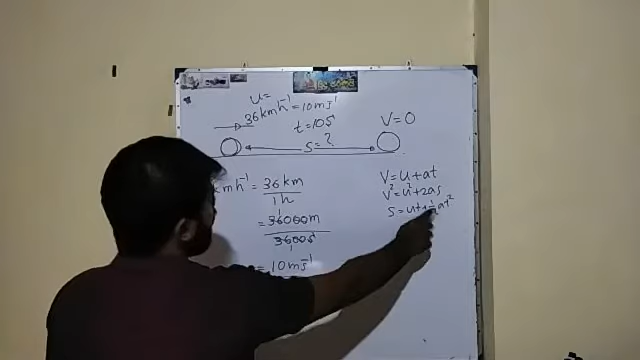 u=
36kmh⁻¹ = 10ms⁻¹
t=10s
V=0
s=?
kmh⁻¹ = 36km/1h
= 36000m/3600s
= 10ms⁻¹
V=u+at
V²=u²+2as
s=ut+½at²